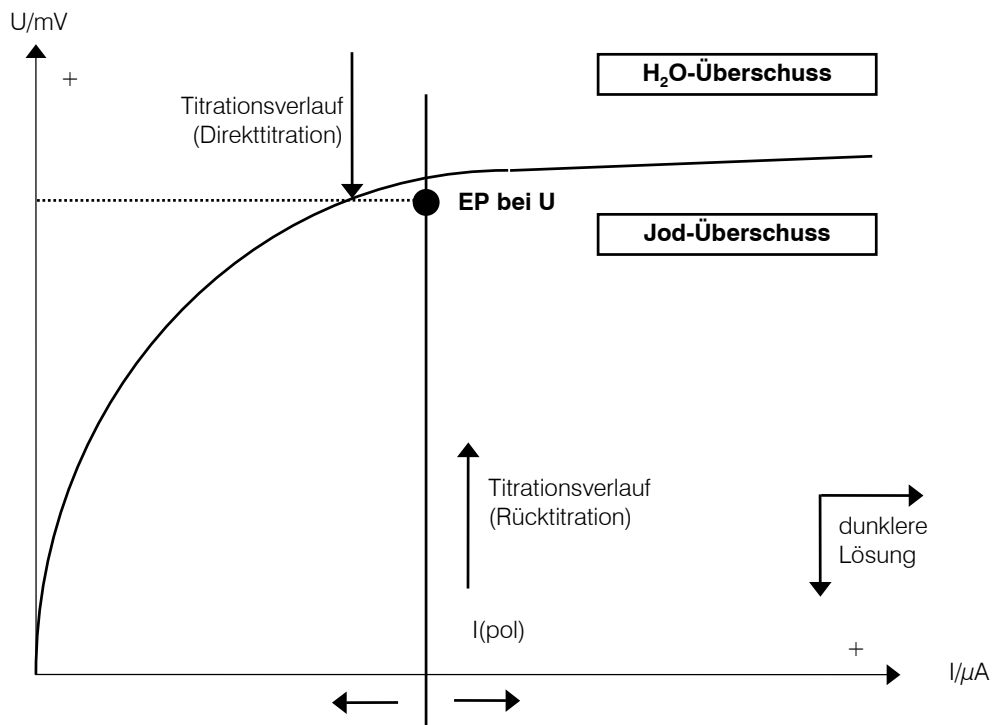 U/mV
+
Titrationsverlauf
(Direkttitration)
H₂O-Überschuss
EP bei U
Jod-Überschuss
Titrationsverlauf
(Rücktitration)
dunklere
Lösung
I(pol)
+
I/µA